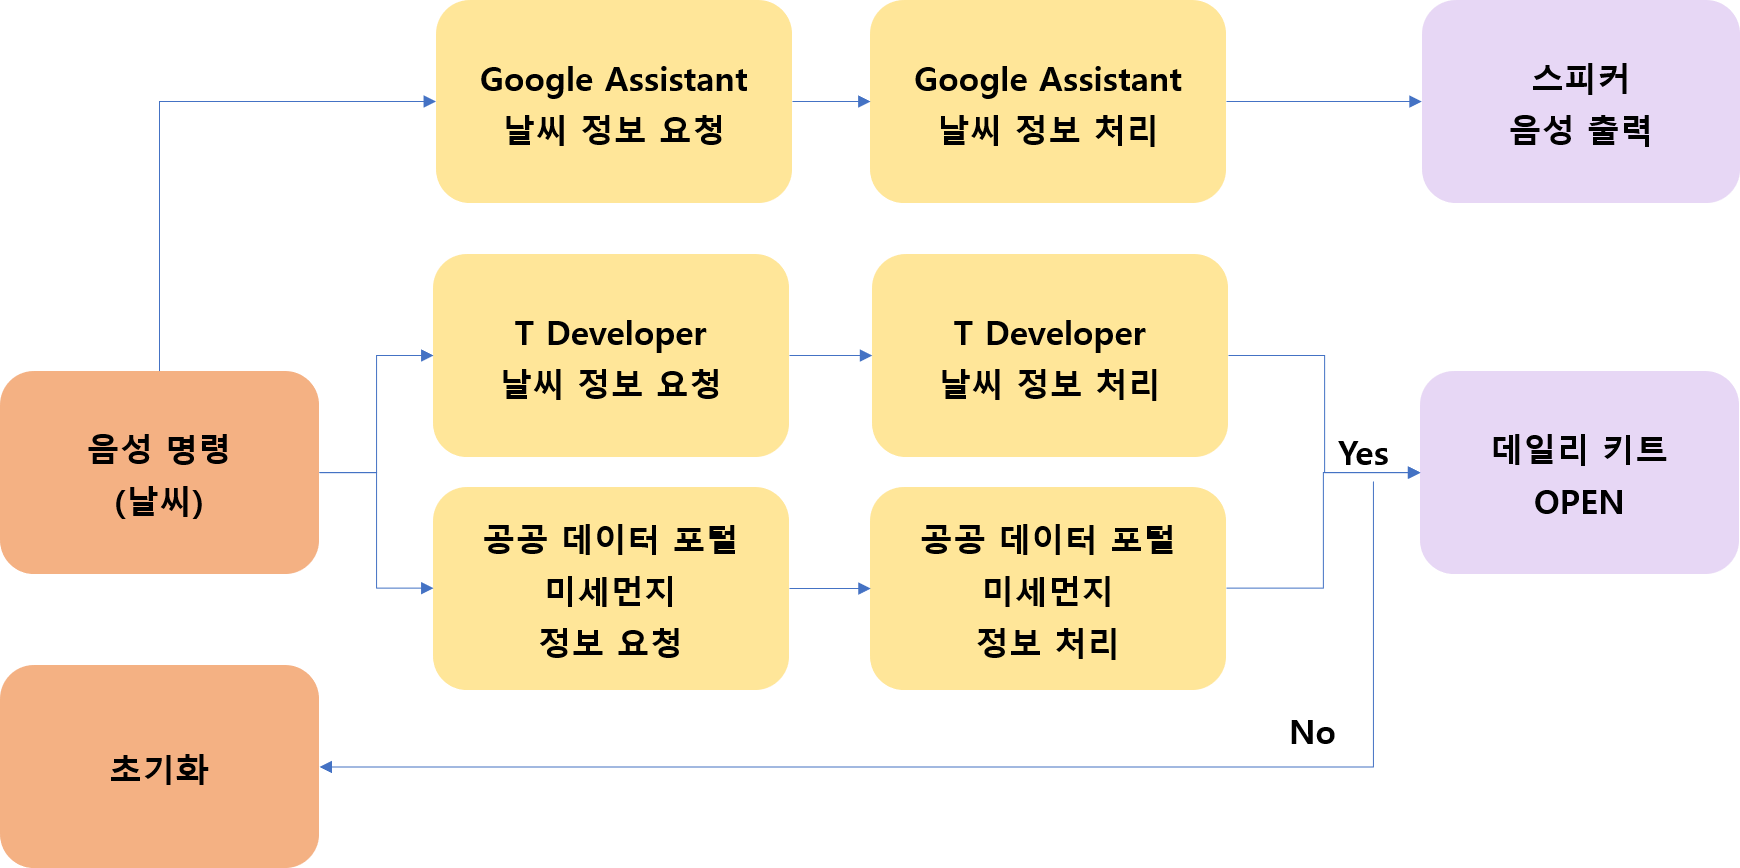 Google Assistant
날씨 정보 요청
Google Assistant
날씨 정보 처리
스피커
음성 출력
T Developer
날씨 정보 요청
T Developer
날씨 정보 처리
음성 명령
(날씨)
Yes
데일리 키트
OPEN
공공 데이터 포털
미세먼지
정보 요청
공공 데이터 포털
미세먼지
정보 처리
No
초기화